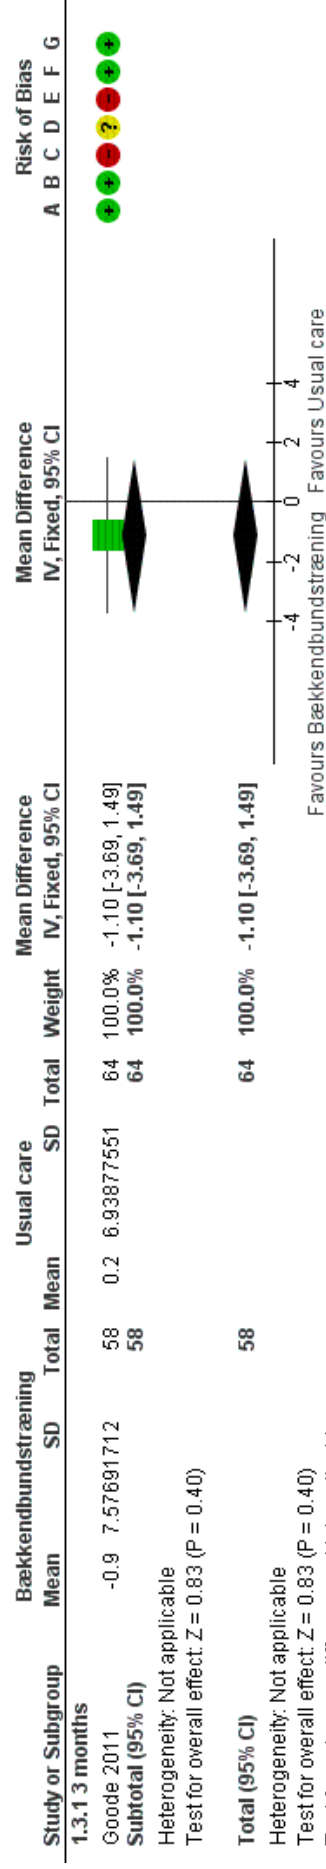 Bækkendbundstræning Usual care Mean Difference Mean Difference Risk of Bias
Study or Subgroup Mean SD Total Mean SD Total Weight IV, Fixed, 95% CI IV, Fixed, 95% CI A B C D E F G
1.3.1 3 months
Goode 2011 -0.9 7.57691712 58 0.2 6.93877551 64 100.0% -1.10 [-3.69, 1.49] + + - ? - + +
Subtotal (95% CI) 58 64 100.0% -1.10 [-3.69, 1.49]
Heterogeneity: Not applicable
Test for overall effect: Z = 0.83 (P = 0.40)
Total (95% CI) 58 64 100.0% -1.10 [-3.69, 1.49]
Heterogeneity: Not applicable
-4 -2 0 2 4
Test for overall effect: Z = 0.83 (P = 0.40)
Favours Bækkendbundstræning Favours Usual care